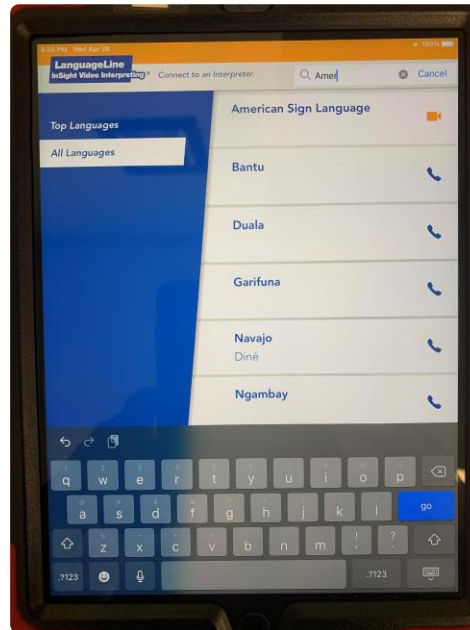 4:58 PM Wed Apr 28
100%
LanguageLine
InSight Video Interpreting®
Connect to an Interpreter.
Amer
Cancel
Top Languages
All Languages
American Sign Language
Bantu
Duala
Garifuna
Navajo
Diné
Ngambay
q w e r t y u i o p
a s d f g h j k l go
z x c v b n m ! , ? .
.?123 .?123